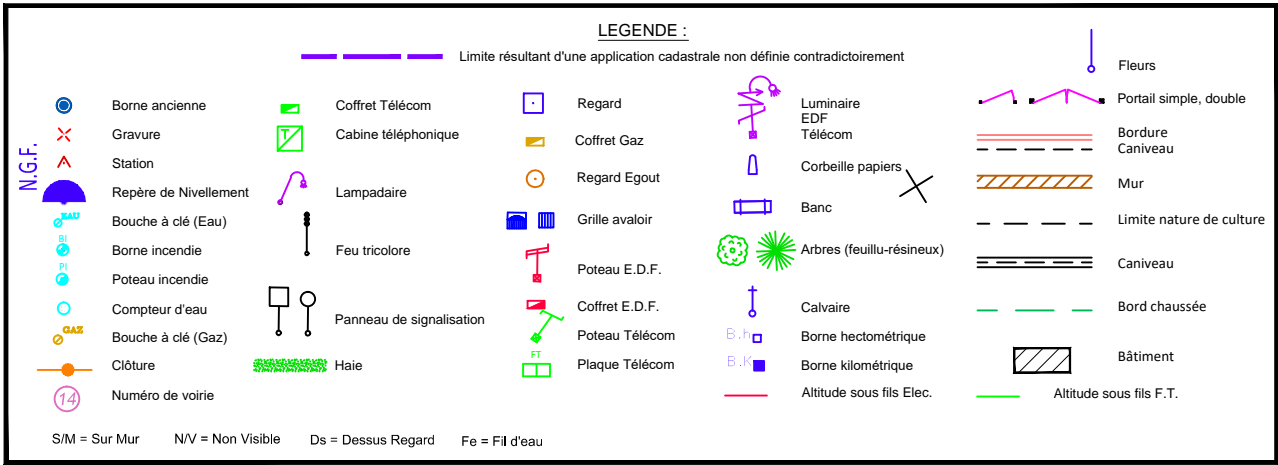 LEGENDE :
Limite résultant d'une application cadastrale non définie contradictoirement
N.G.F.
Borne ancienne
Gravure
Station
Repère de Nivellement
EAU
Bouche à clé (Eau)
BI
Borne incendie
PI
Poteau incendie
Compteur d'eau
GAZ
Bouche à clé (Gaz)
Clôture
14
Numéro de voirie
Coffret Télécom
T
Cabine téléphonique
Lampadaire
Feu tricolore
Panneau de signalisation
Haie
Regard
Coffret Gaz
Regard Egout
Grille avaloir
Poteau E.D.F.
Coffret E.D.F.
Poteau Télécom
FT
Plaque Télécom
Luminaire
EDF
Télécom
Corbeille papiers
Banc
Arbres (feuillu-résineux)
Calvaire
B.h
Borne hectométrique
B.K
Borne kilométrique
Altitude sous fils Elec.
Fleurs
Portail simple, double
Bordure
Caniveau
Mur
Limite nature de culture
Caniveau
Bord chaussée
Bâtiment
Altitude sous fils F.T.
S/M = Sur Mur
N/V = Non Visible
Ds = Dessus Regard
Fe = Fil d'eau